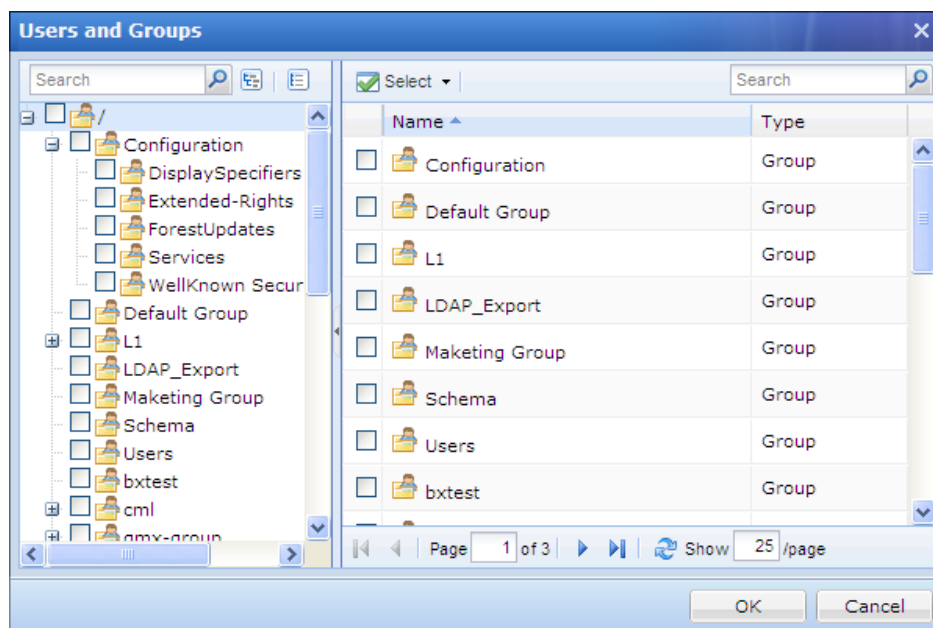 Users and Groups
Search
/
Configuration
DisplaySpecifiers
Extended-Rights
ForestUpdates
Services
WellKnown Secur
Default Group
L1
LDAP_Export
Maketing Group
Schema
Users
bxtest
cml
qmx-group
Select
Search
Name Type
Configuration Group
Default Group Group
L1 Group
LDAP_Export Group
Maketing Group Group
Schema Group
Users Group
bxtest Group
Page 1 of 3 Show 25 /page
OK Cancel